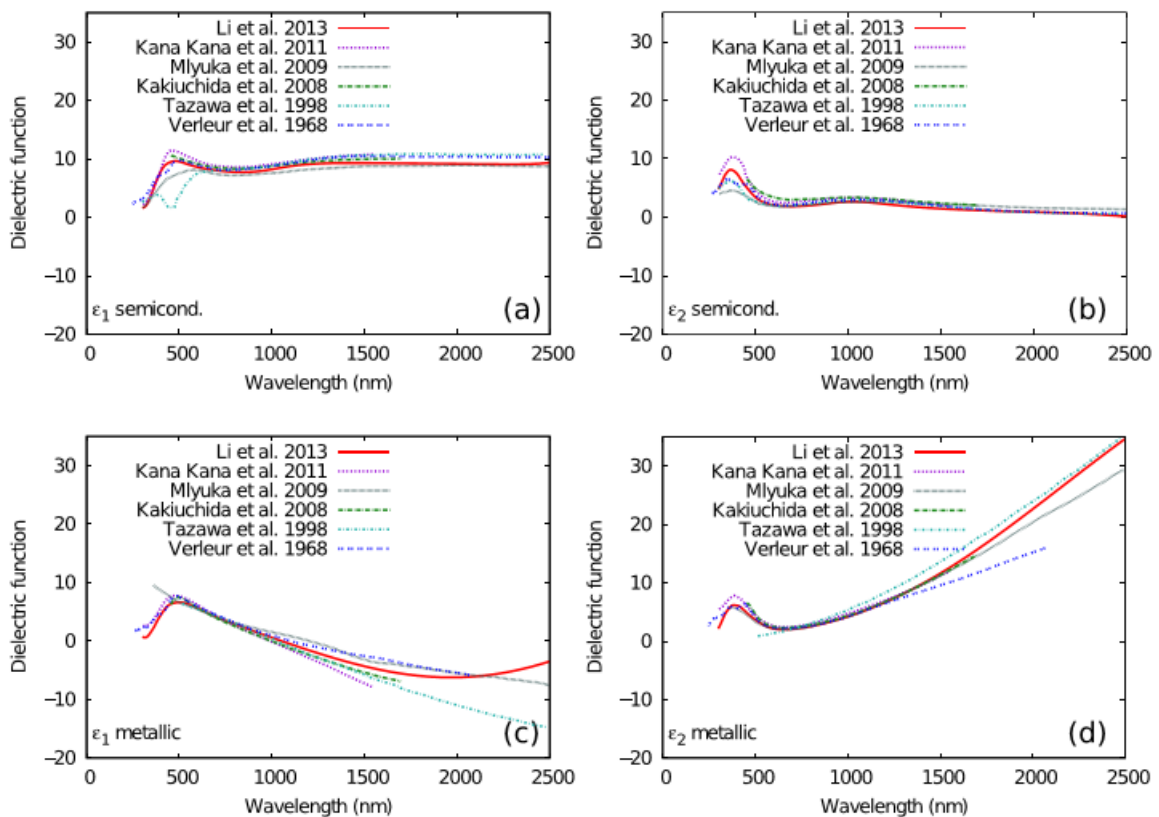 Li et al. 2013
Kana Kana et al. 2011
Mlyuka et al. 2009
Kakiuchida et al. 2008
Tazawa et al. 1998
Verleur et al. 1968
Dielectric function
30
20
10
0
−10
−20
ε1 semicond.
(a)
0 500 1000 1500 2000 2500
Wavelength (nm)
Li et al. 2013
Kana Kana et al. 2011
Mlyuka et al. 2009
Kakiuchida et al. 2008
Tazawa et al. 1998
Verleur et al. 1968
Dielectric function
30
20
10
0
−10
−20
ε2 semicond.
(b)
0 500 1000 1500 2000 2500
Wavelength (nm)
Li et al. 2013
Kana Kana et al. 2011
Mlyuka et al. 2009
Kakiuchida et al. 2008
Tazawa et al. 1998
Verleur et al. 1968
Dielectric function
30
20
10
0
−10
−20
ε1 metallic
(c)
0 500 1000 1500 2000 2500
Wavelength (nm)
Li et al. 2013
Kana Kana et al. 2011
Mlyuka et al. 2009
Kakiuchida et al. 2008
Tazawa et al. 1998
Verleur et al. 1968
Dielectric function
30
20
10
0
−10
−20
ε2 metallic
(d)
0 500 1000 1500 2000 2500
Wavelength (nm)